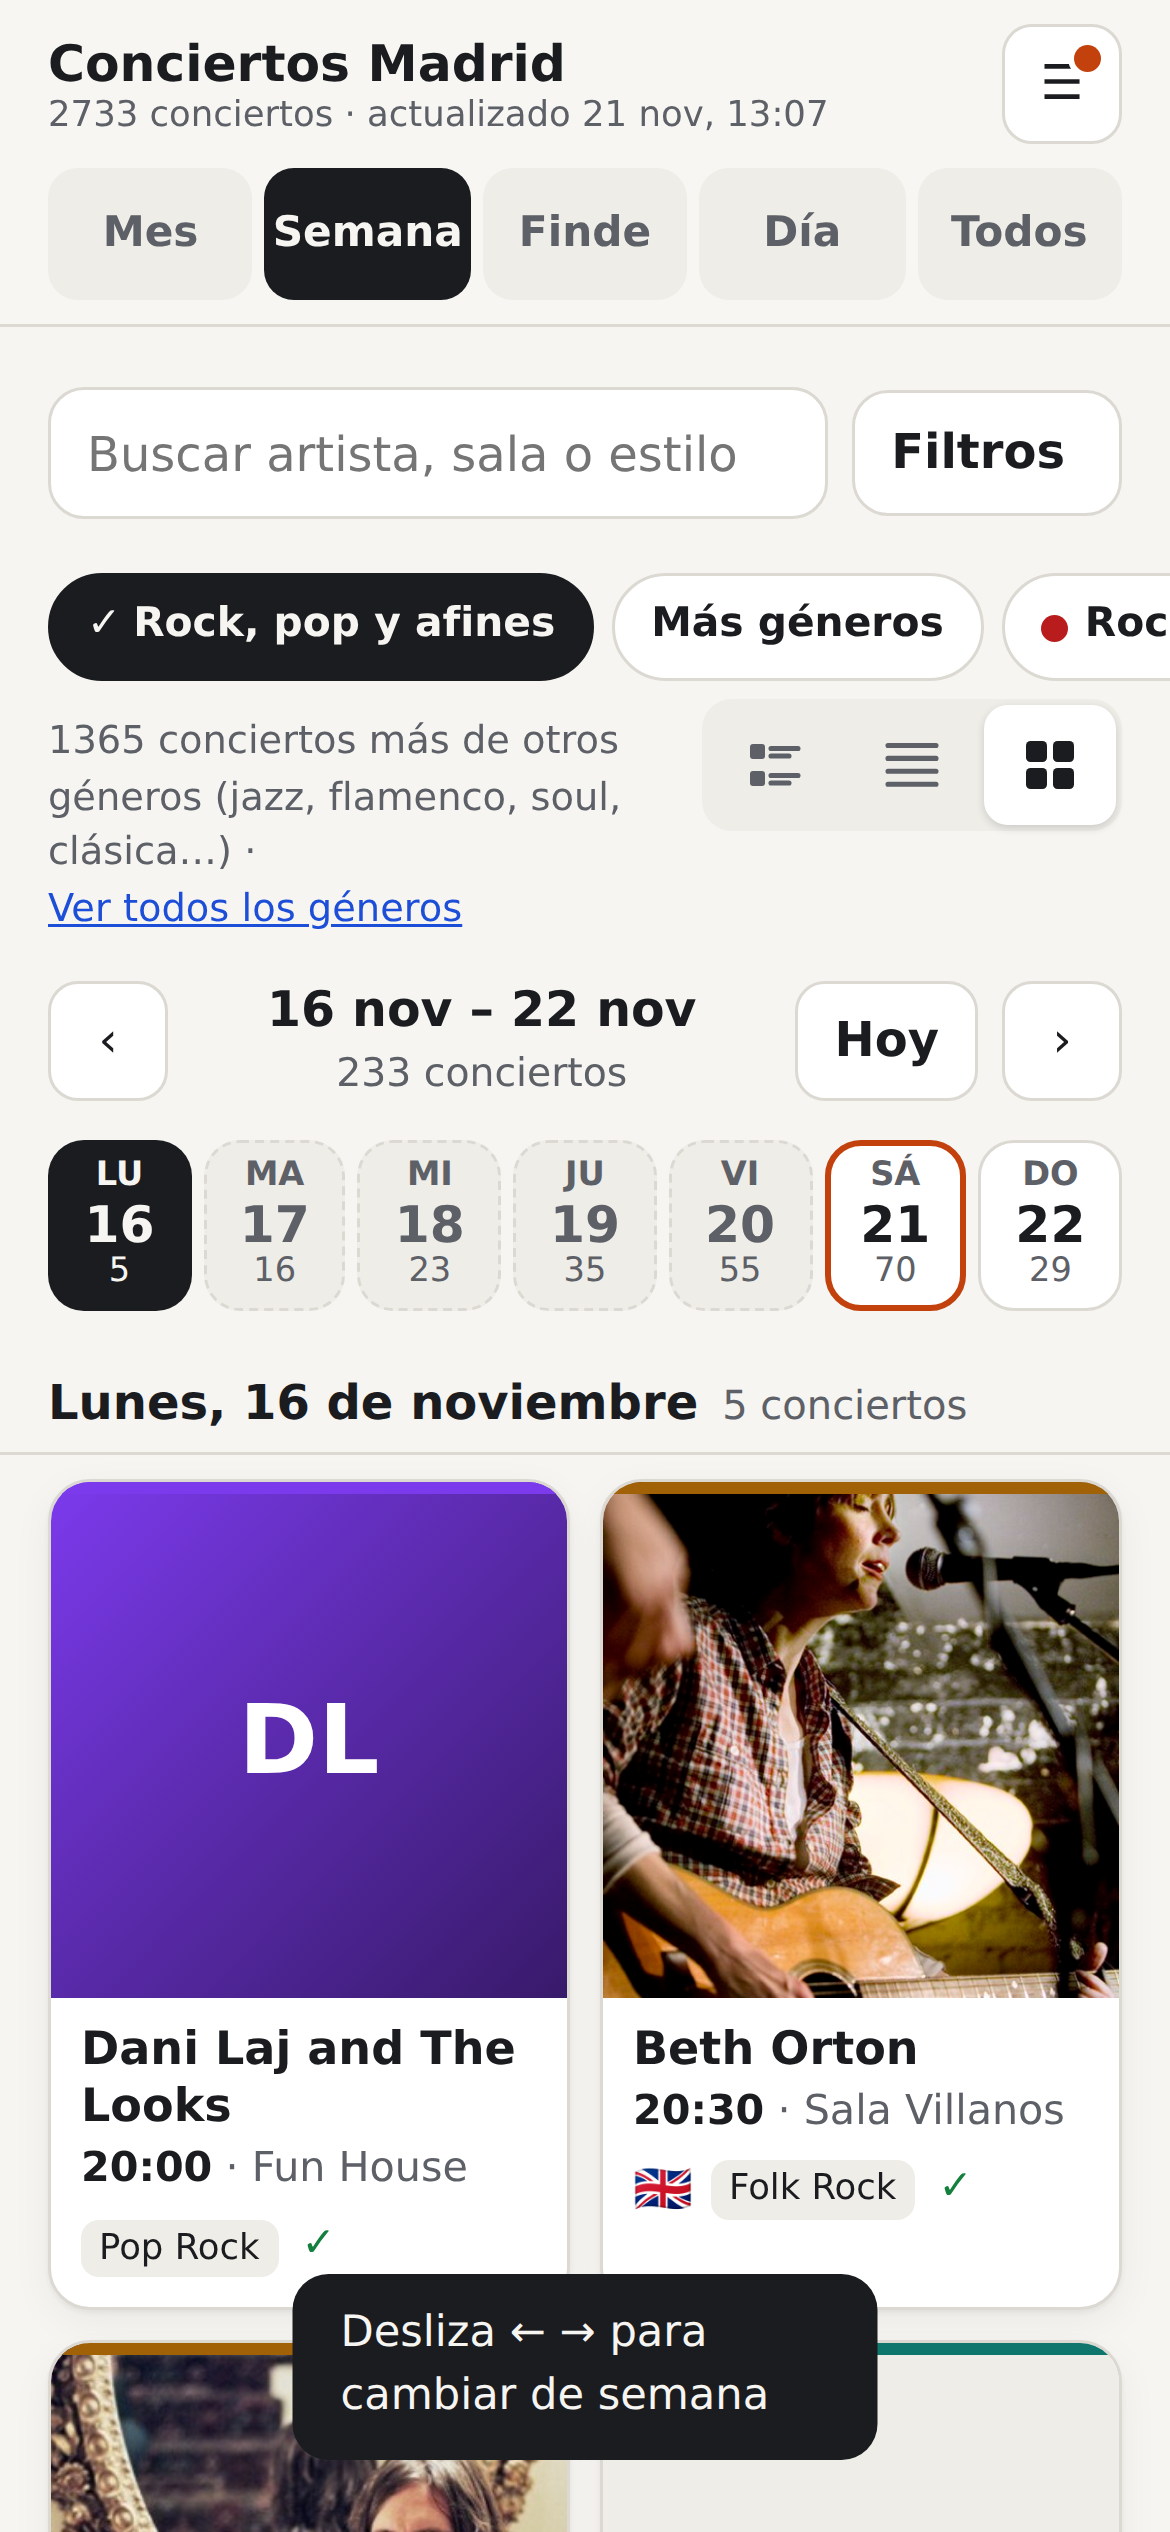 Conciertos Madrid
2733 conciertos · actualizado 21 nov, 13:07
Mes Semana Finde Día Todos
Buscar artista, sala o estilo
Filtros
✓ Rock, pop y afines
Más géneros
Roc
1365 conciertos más de otros
géneros (jazz, flamenco, soul,
clásica…) ·
Ver todos los géneros
‹
16 nov – 22 nov
233 conciertos
Hoy
›
LU MA MI JU VI SÁ DO
16 17 18 19 20 21 22
5 16 23 35 55 70 29
Lunes, 16 de noviembre 5 conciertos
DL
Dani Laj and The
Looks
20:00 · Fun House
Pop Rock ✓
Beth Orton
20:30 · Sala Villanos
🇬🇧 Folk Rock ✓
Desliza ← → para
cambiar de semana